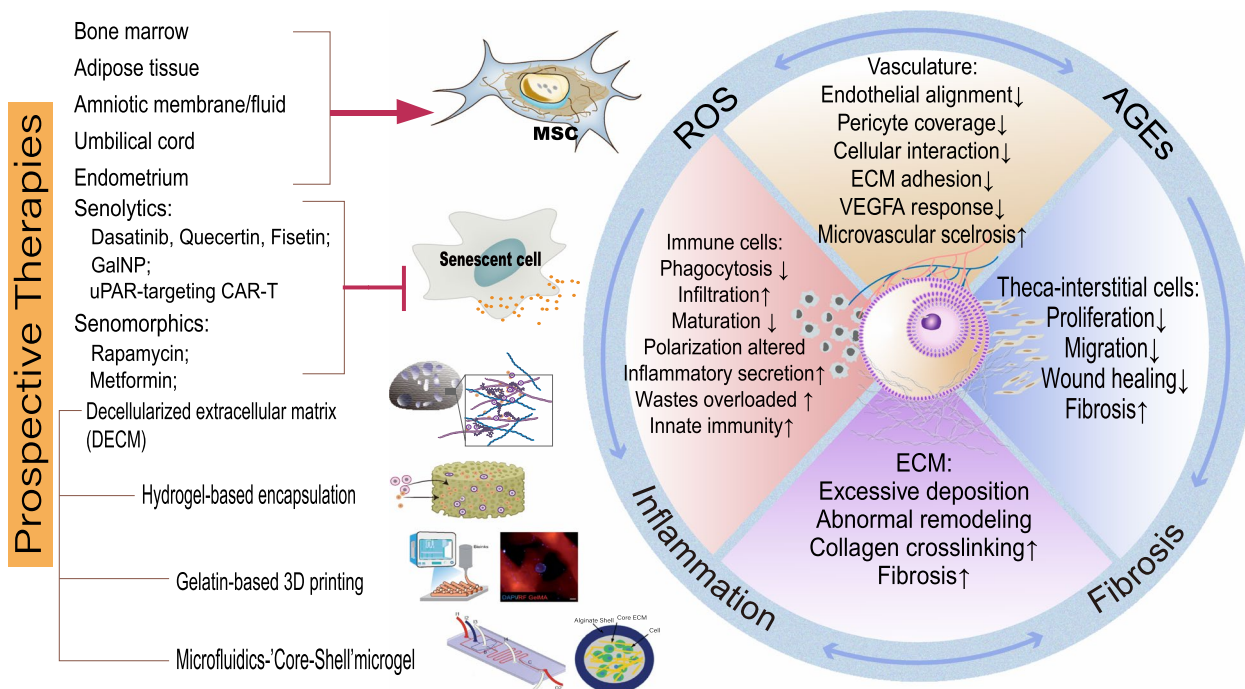 Prospective Therapies
Bone marrow
Adipose tissue
Amniotic membrane/fluid
Umbilical cord
Endometrium
Senolytics:
Dasatinib, Quecertin, Fisetin;
GalNP;
uPAR-targeting CAR-T
Senomorphics:
Rapamycin;
Metformin;
Decellularized extracellular matrix
(DECM)
Hydrogel-based encapsulation
Gelatin-based 3D printing
Microfluidics-'Core-Shell'microgel
MSC
Senescent cell
Bioinks
DAPI/RF GelMA
Alginate Shell
Core ECM
Cell
ROS
AGEs
Fibrosis
Inflammation
Vasculature:
Endothelial alignment↓
Pericyte coverage↓
Cellular interaction↓
ECM adhesion↓
VEGFA response↓
Microvascular scelrosis↑
Immune cells:
Phagocytosis ↓
Infiltration↑
Maturation ↓
Polarization altered
Inflammatory secretion↑
Wastes overloaded ↑
Innate immunity↑
Theca-interstitial cells:
Proliferation↓
Migration↓
Wound healing↓
Fibrosis↑
ECM:
Excessive deposition
Abnormal remodeling
Collagen crosslinking↑
Fibrosis↑